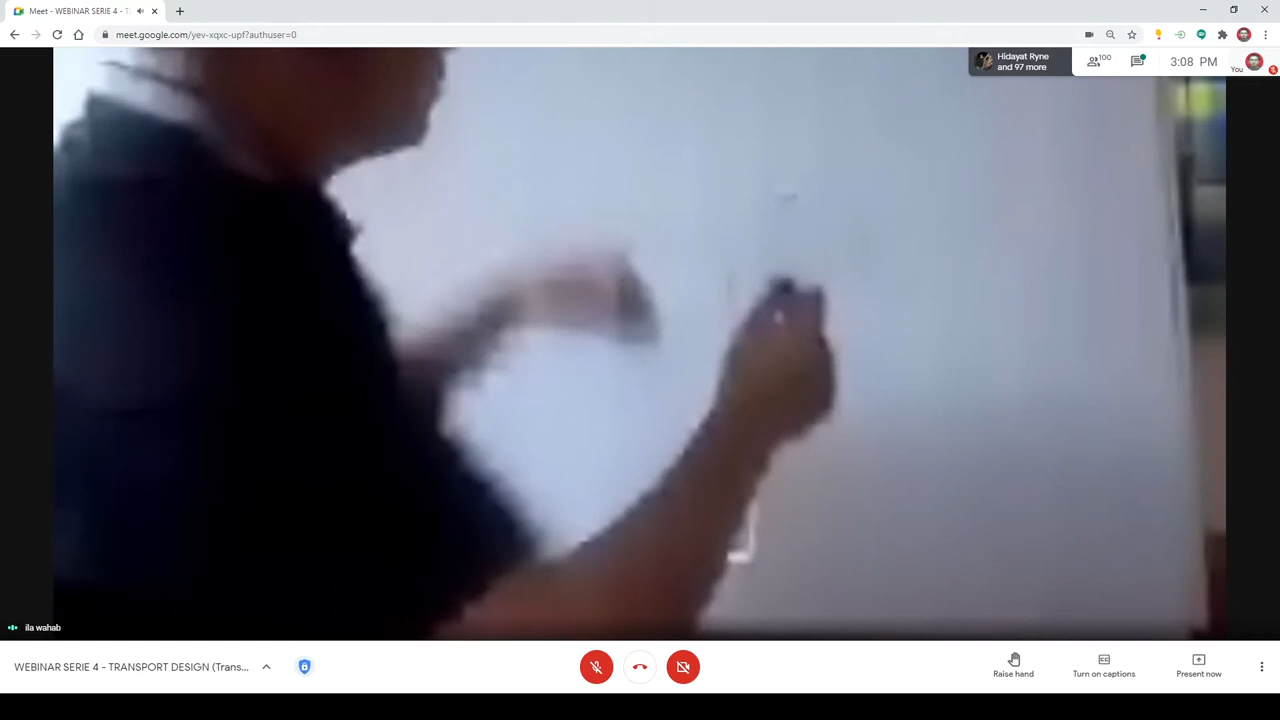 Meet - WEBINAR SERIE 4 - T
meet.google.com/yev-xqxc-upf?authuser=0
Hidayat Ryne
and 97 more
100
3:08 PM
You
ila wahab
WEBINAR SERIE 4 - TRANSPORT DESIGN (Trans...
Raise hand
Turn on captions
Present now